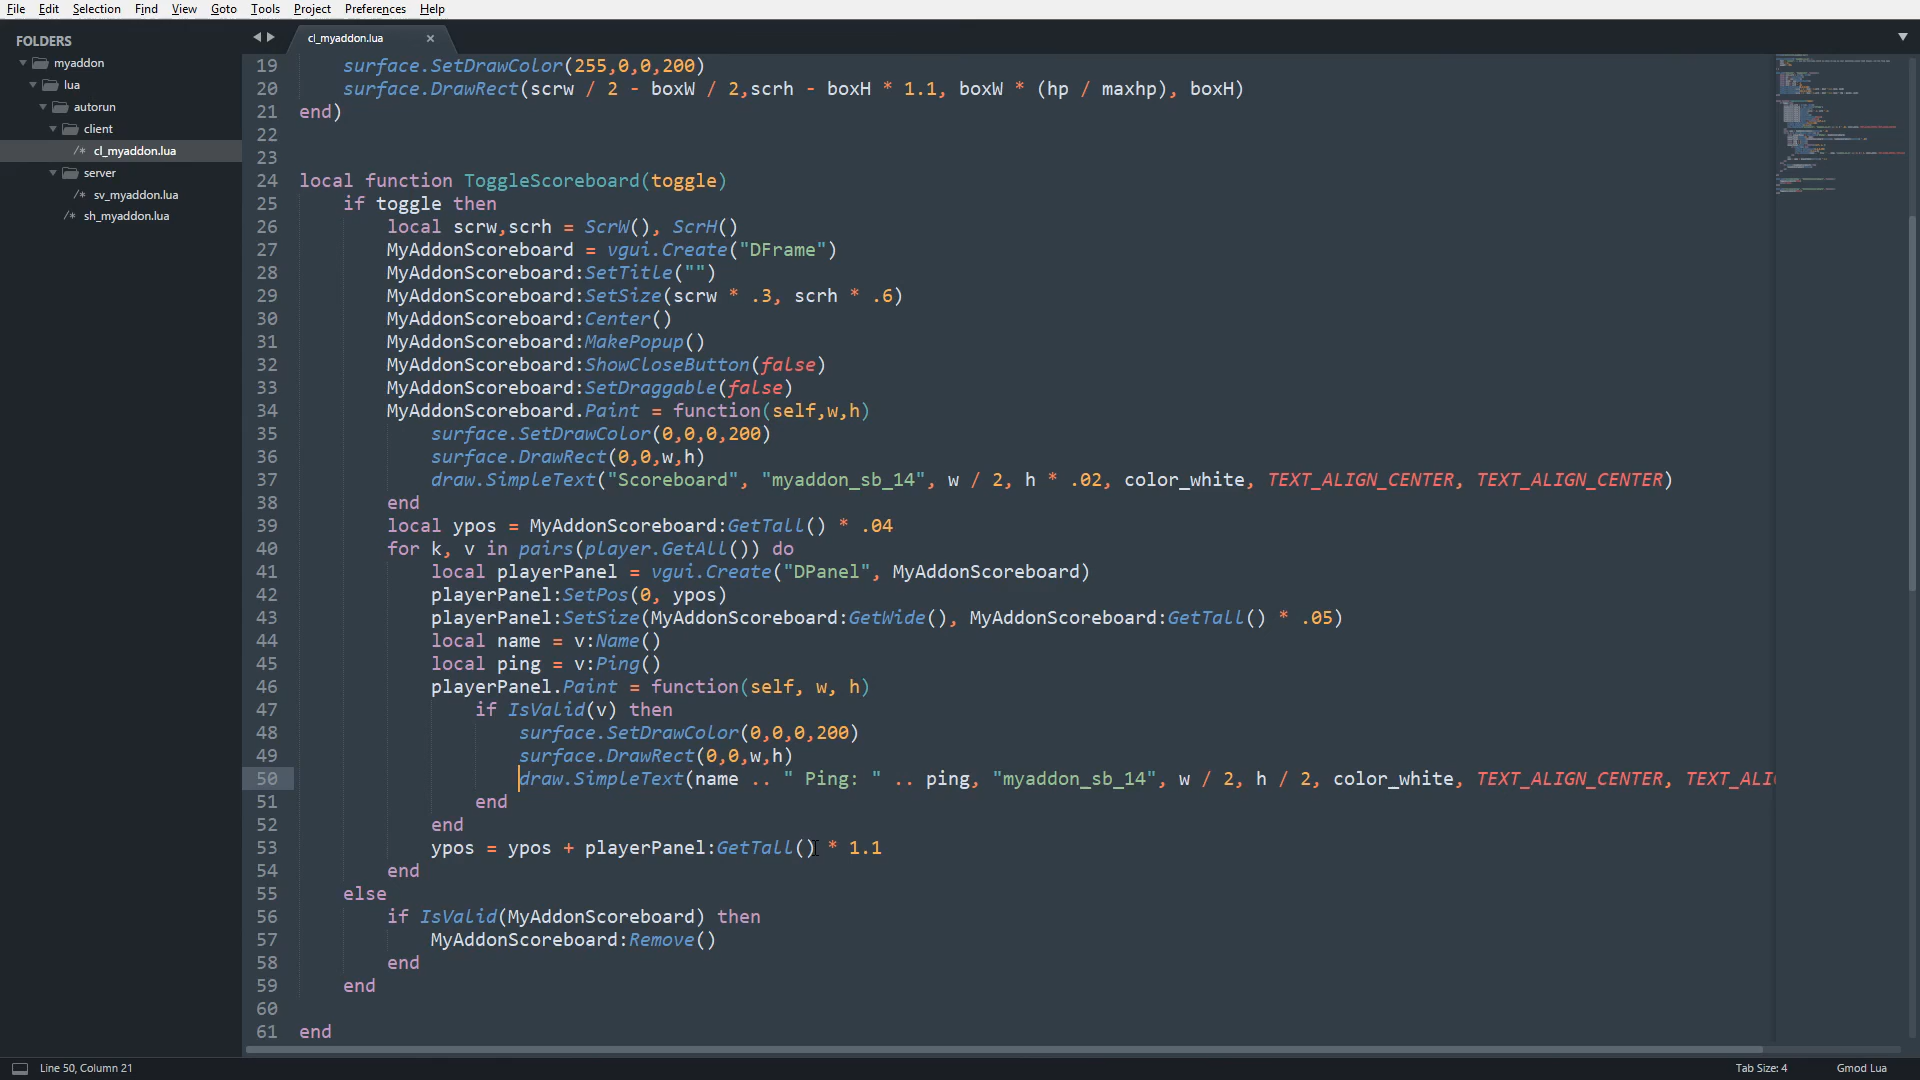 File Edit Selection Find View Goto Tools Project Preferences Help
FOLDERS
myaddon
lua
autorun
client
/* cl_myaddon.lua
server
/* sv_myaddon.lua
/* sh_myaddon.lua
cl_myaddon.lua
19 surface.SetDrawColor(255,0,0,200)
20 surface.DrawRect(scrw / 2 - boxW / 2,scrh - boxH * 1.1, boxW * (hp / maxhp), boxH)
21 end)
22
23
24 local function ToggleScoreboard(toggle)
25 if toggle then
26 local scrw,scrh = ScrW(), ScrH()
27 MyAddonScoreboard = vgui.Create("DFrame")
28 MyAddonScoreboard:SetTitle("")
29 MyAddonScoreboard:SetSize(scrw * .3, scrh * .6)
30 MyAddonScoreboard:Center()
31 MyAddonScoreboard:MakePopup()
32 MyAddonScoreboard:ShowCloseButton(false)
33 MyAddonScoreboard:SetDraggable(false)
34 MyAddonScoreboard.Paint = function(self,w,h)
35 surface.SetDrawColor(0,0,0,200)
36 surface.DrawRect(0,0,w,h)
37 draw.SimpleText("Scoreboard", "myaddon_sb_14", w / 2, h * .02, color_white, TEXT_ALIGN_CENTER, TEXT_ALIGN_CENTER)
38 end
39 local ypos = MyAddonScoreboard:GetTall() * .04
40 for k, v in pairs(player.GetAll()) do
41 local playerPanel = vgui.Create("DPanel", MyAddonScoreboard)
42 playerPanel:SetPos(0, ypos)
43 playerPanel:SetSize(MyAddonScoreboard:GetWide(), MyAddonScoreboard:GetTall() * .05)
44 local name = v:Name()
45 local ping = v:Ping()
46 playerPanel.Paint = function(self, w, h)
47 if IsValid(v) then
48 surface.SetDrawColor(0,0,0,200)
49 surface.DrawRect(0,0,w,h)
50 draw.SimpleText(name .. " Ping: " .. ping, "myaddon_sb_14", w / 2, h / 2, color_white, TEXT_ALIGN_CENTER, TEXT_ALI
51 end
52 end
53 ypos = ypos + playerPanel:GetTall() * 1.1
54 end
55 else
56 if IsValid(MyAddonScoreboard) then
57 MyAddonScoreboard:Remove()
58 end
59 end
60
61 end
Line 50, Column 21
Tab Size: 4
Gmod Lua